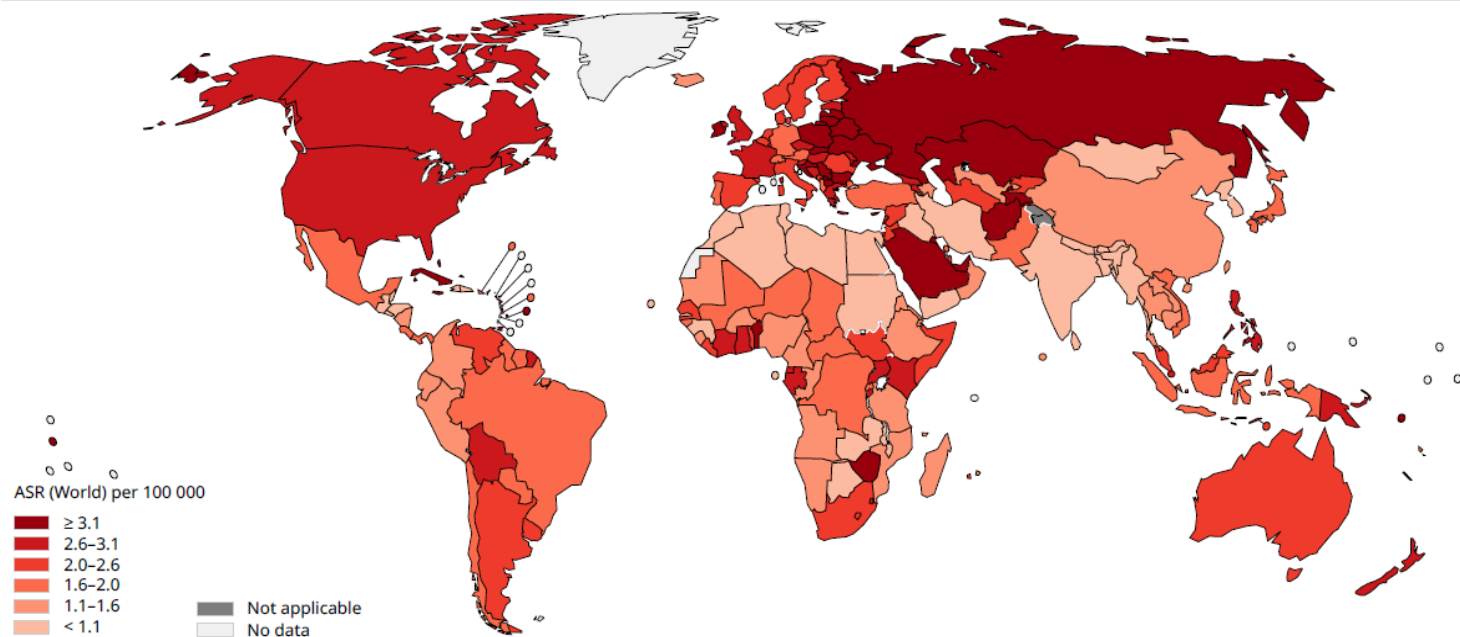 ASR (World) per 100 000
≥ 3.1
2.6–3.1
2.0–2.6
1.6–2.0
1.1–1.6
< 1.1
Not applicable
No data